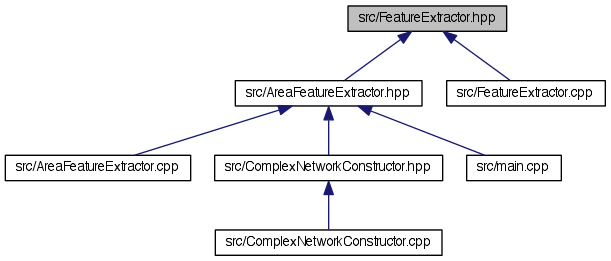 src/FeatureExtractor.hpp
src/AreaFeatureExtractor.hpp
src/FeatureExtractor.cpp
src/AreaFeatureExtractor.cpp
src/ComplexNetworkConstructor.hpp
src/main.cpp
src/ComplexNetworkConstructor.cpp